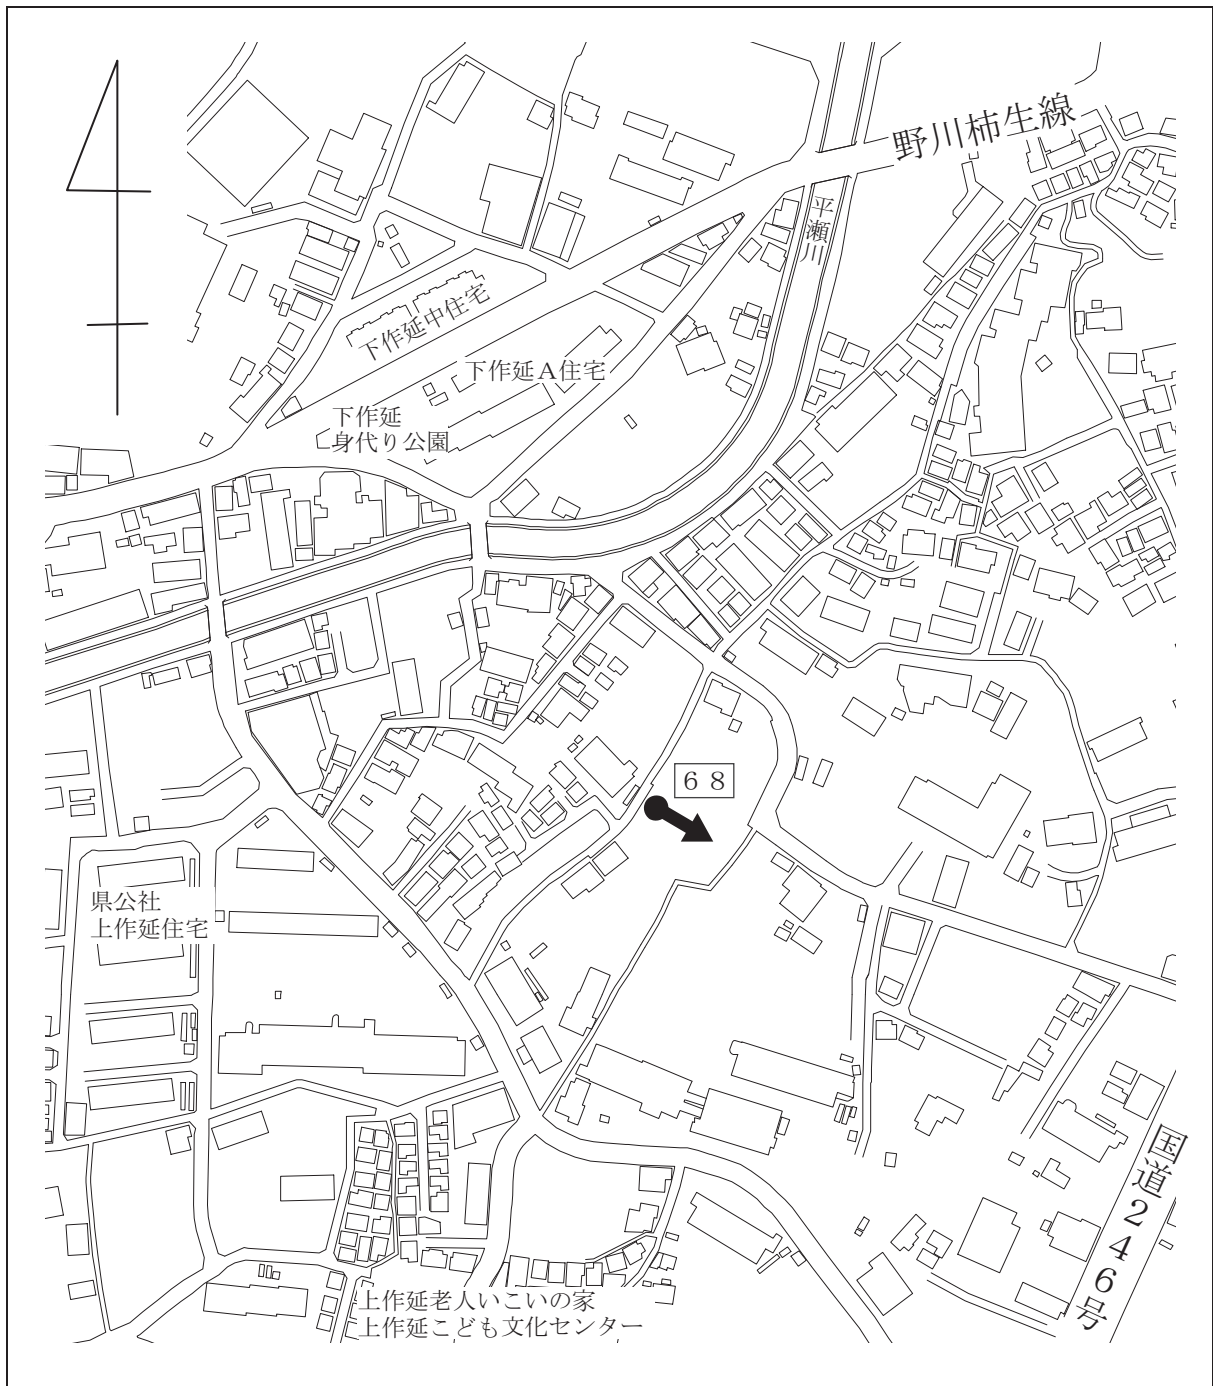 野川柿生線
平瀬川
下作延中住宅
下作延A住宅
下作延
身代り公園
68
県公社
上作延住宅
国道246号
上作延老人いこいの家
上作延こども文化センター